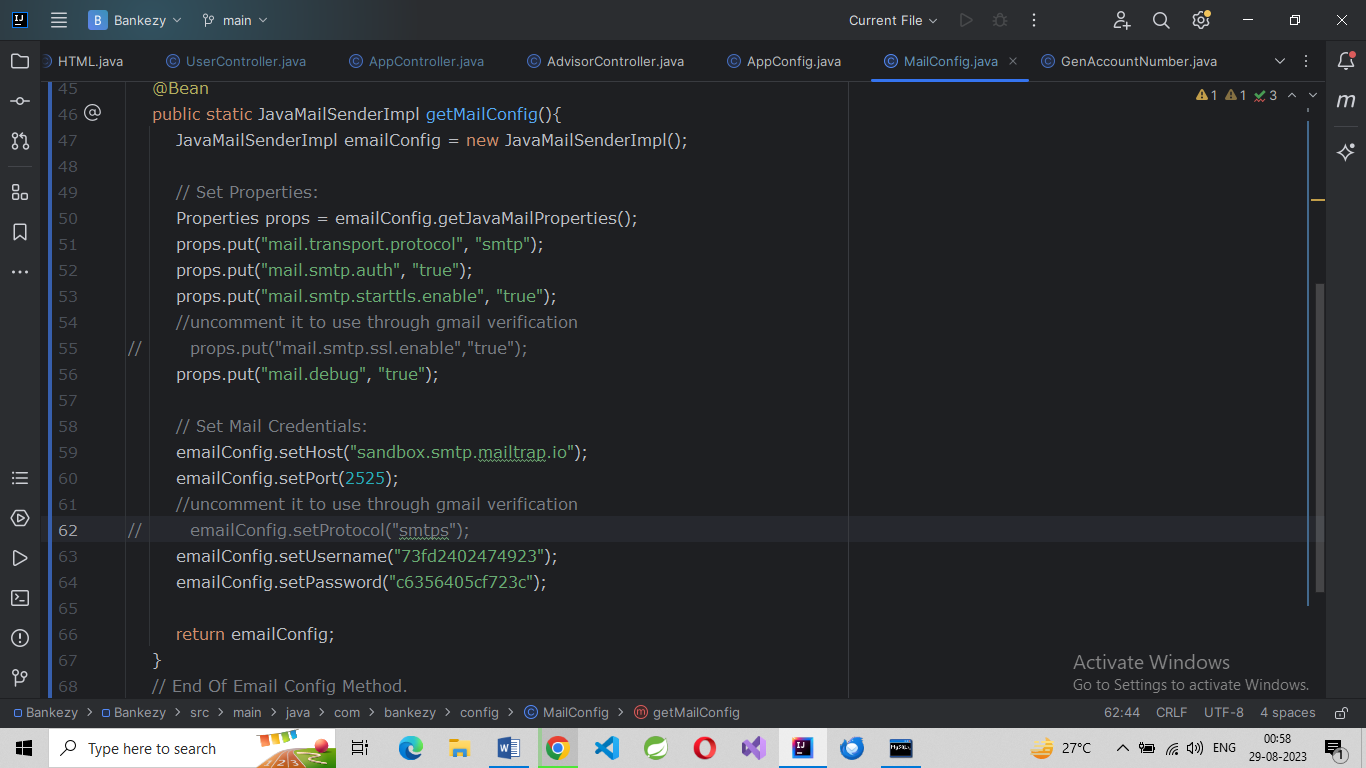 Bankezy
main
Current File
HTML.java
UserController.java
AppController.java
AdvisorController.java
AppConfig.java
MailConfig.java
GenAccountNumber.java
1 1 3
45 @Bean
46 public static JavaMailSenderImpl getMailConfig(){
47 JavaMailSenderImpl emailConfig = new JavaMailSenderImpl();
48
49 // Set Properties:
50 Properties props = emailConfig.getJavaMailProperties();
51 props.put("mail.transport.protocol", "smtp");
52 props.put("mail.smtp.auth", "true");
53 props.put("mail.smtp.starttls.enable", "true");
54 //uncomment it to use through gmail verification
55 // props.put("mail.smtp.ssl.enable","true");
56 props.put("mail.debug", "true");
57
58 // Set Mail Credentials:
59 emailConfig.setHost("sandbox.smtp.mailtrap.io");
60 emailConfig.setPort(2525);
61 //uncomment it to use through gmail verification
62 // emailConfig.setProtocol("smtps");
63 emailConfig.setUsername("73fd2402474923");
64 emailConfig.setPassword("c6356405cf723c");
65
66 return emailConfig;
67 }
68 // End Of Email Config Method.
Activate Windows
Go to Settings to activate Windows.
Bankezy > Bankezy > src > main > java > com > bankezy > config > MailConfig > getMailConfig
62:44 CRLF UTF-8 4 spaces
Type here to search
27°C
ENG
00:58
29-08-2023
1